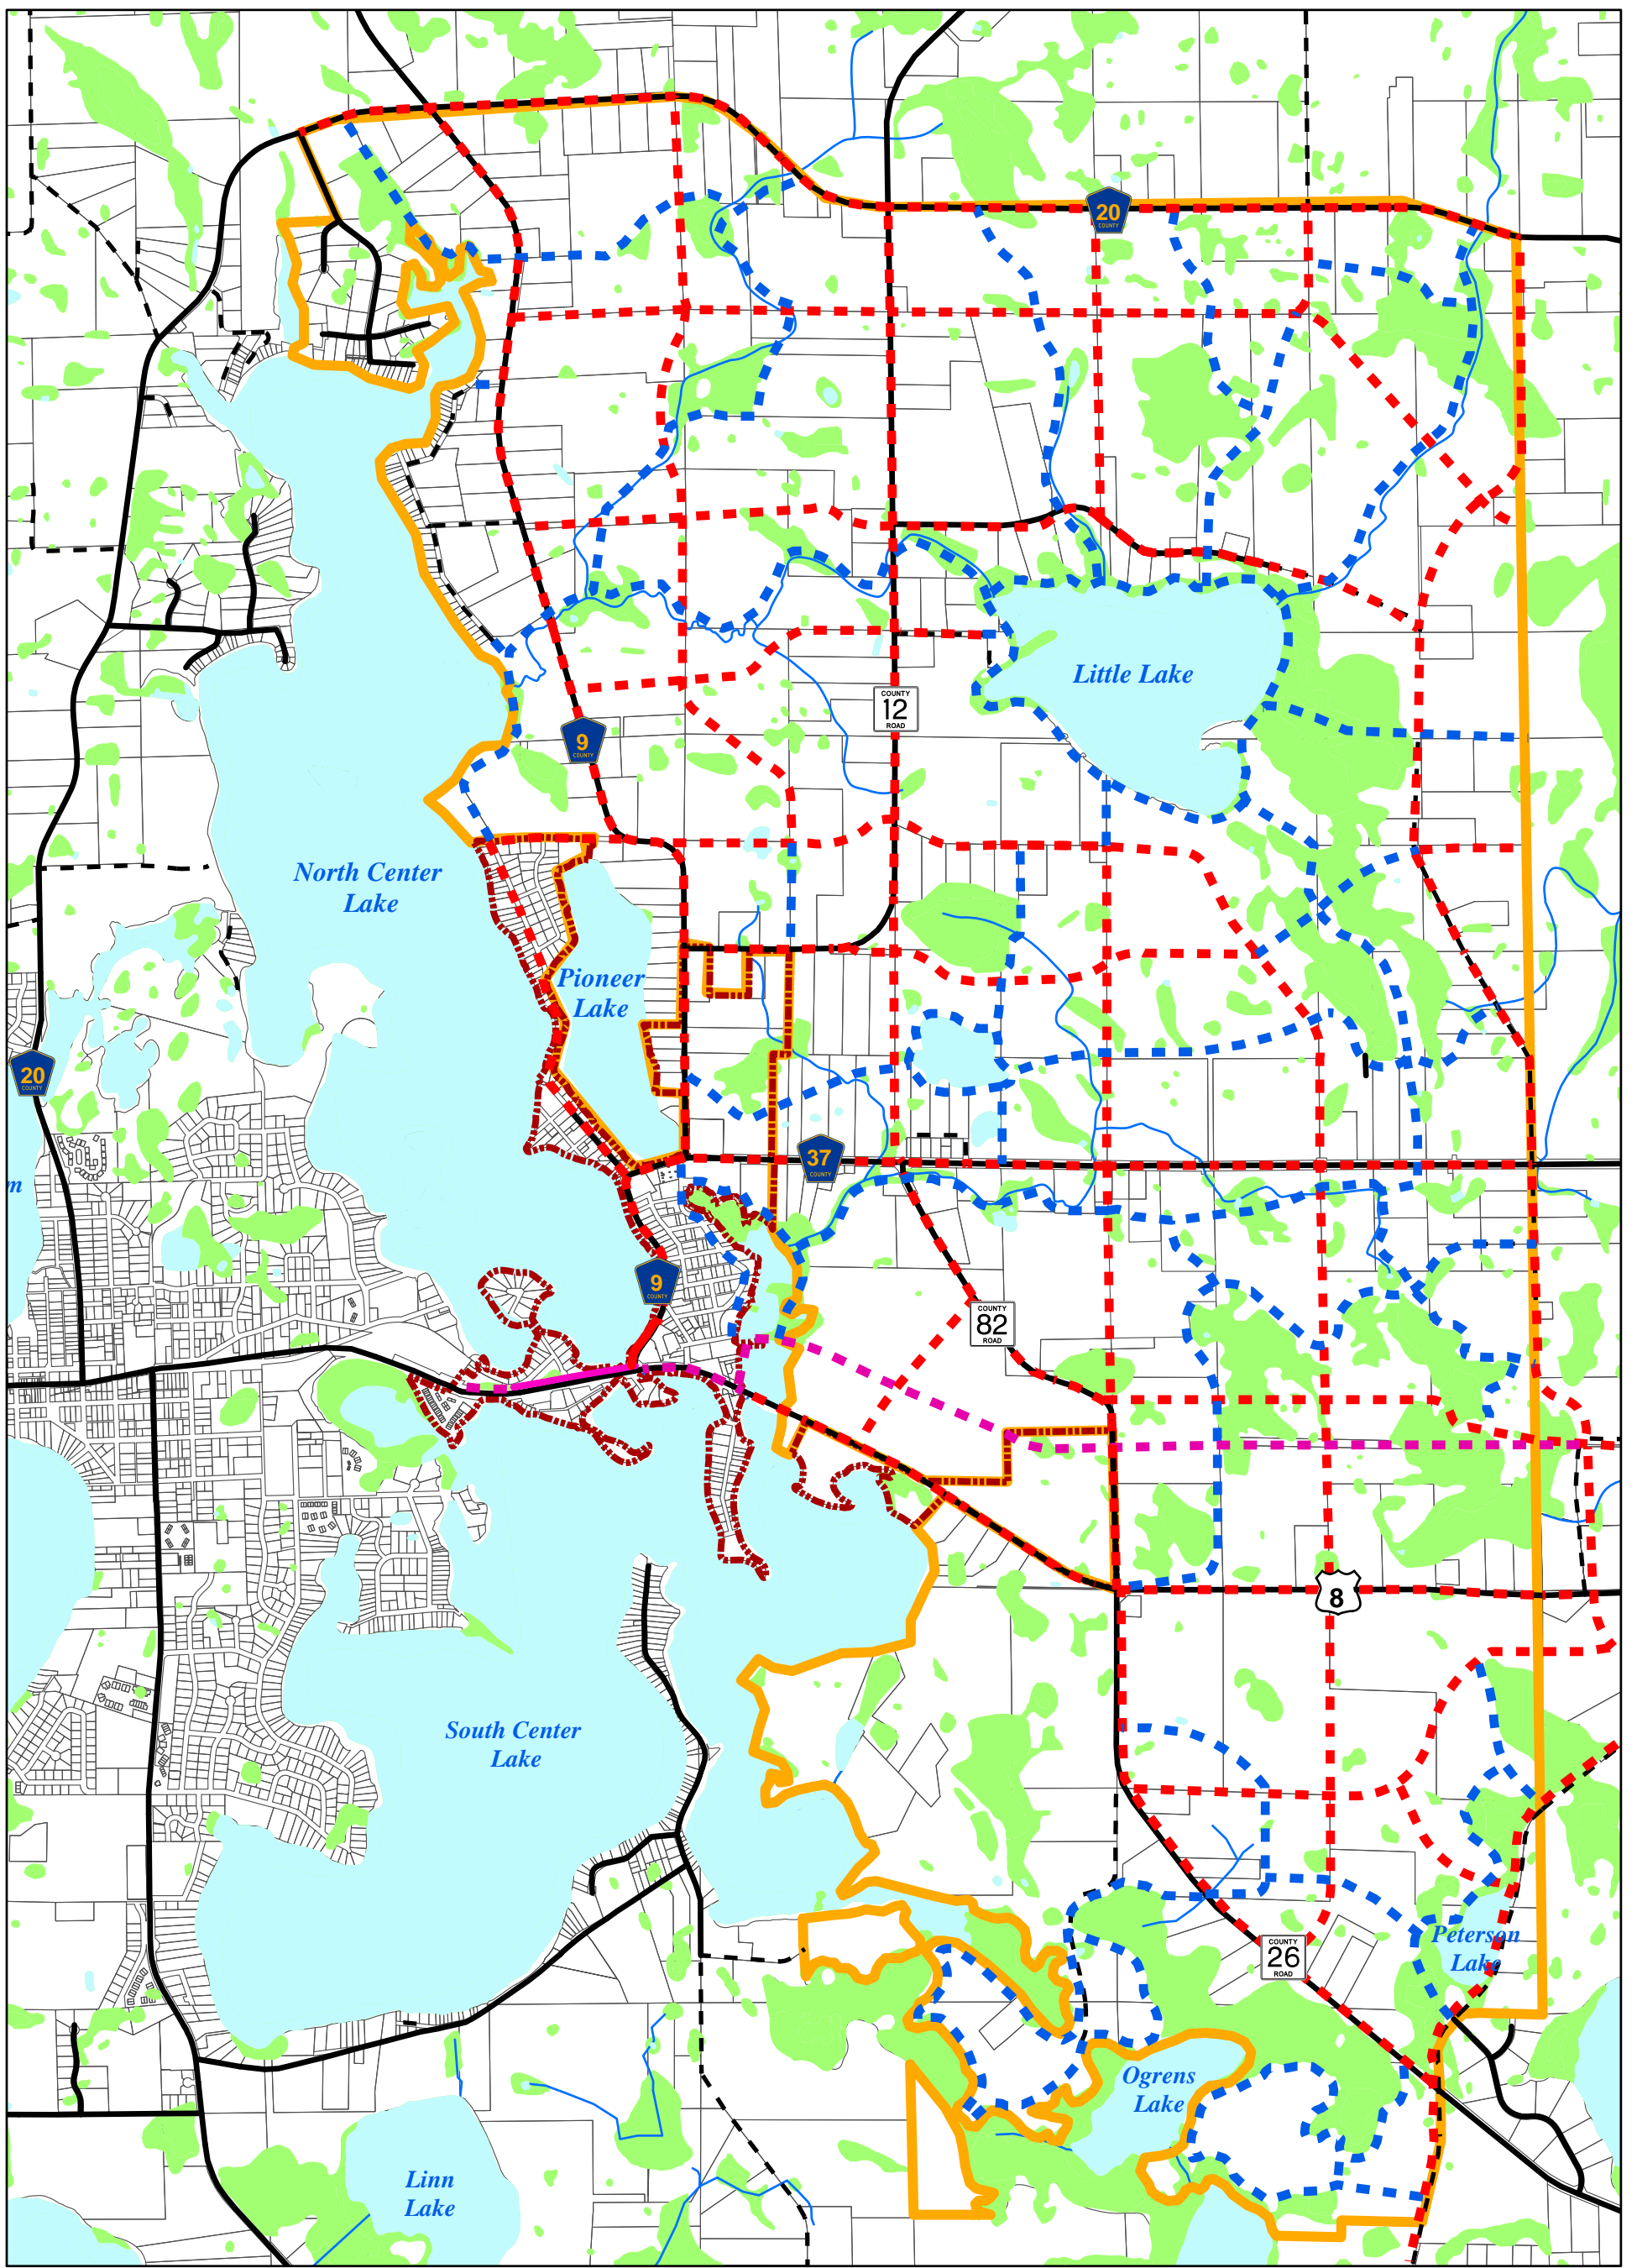 20
COUNTY
Little Lake
COUNTY
12
ROAD
9
COUNTY
North Center
Lake
Pioneer
Lake
20
COUNTY
37
COUNTY
m
9
COUNTY
COUNTY
82
ROAD
8
South Center
Lake
Peterson
Lake
COUNTY
26
ROAD
Ogrens
Lake
Linn
Lake